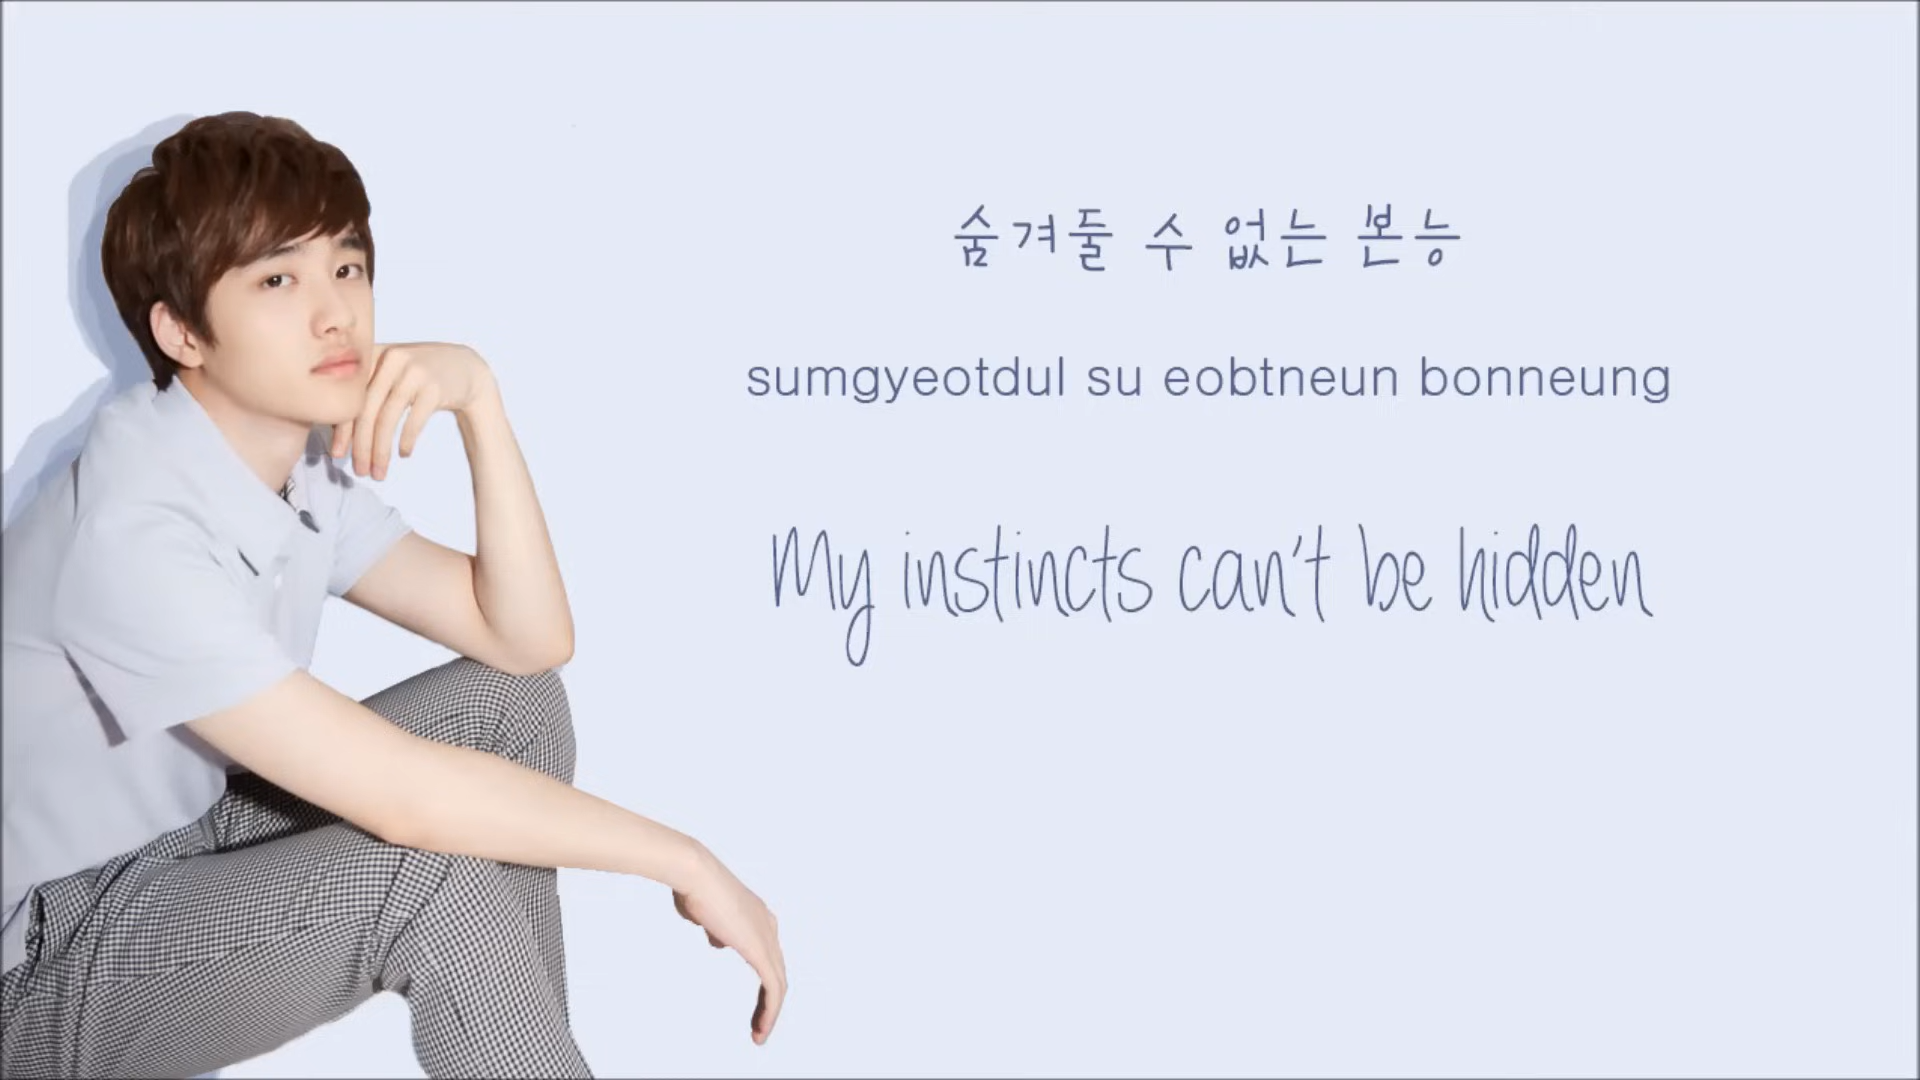 숨겨둘 수 없는 본능
sumgyeotdul su eobtneun bonneung
My instincts can't be hidden